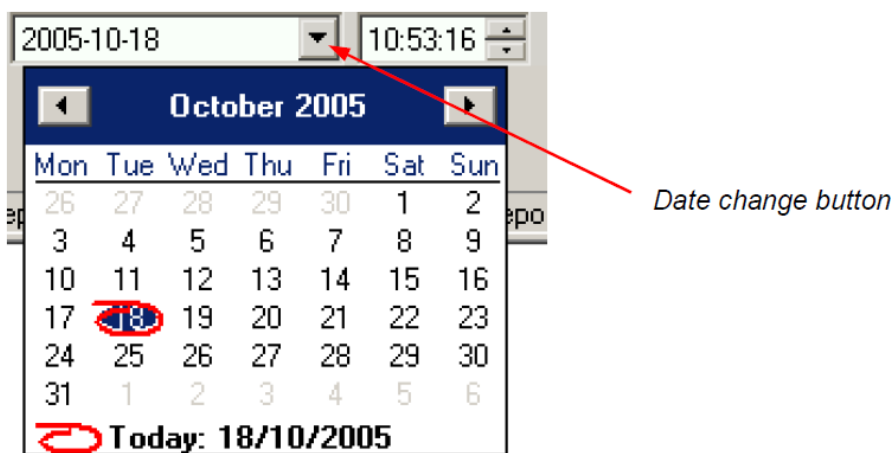 2005-10-18 10:53:16
October 2005
Mon Tue Wed Thu Fri Sat Sun
26 27 28 29 30 1 2
3 4 5 6 7 8 9
10 11 12 13 14 15 16
17 18 19 20 21 22 23
24 25 26 27 28 29 30
31 1 2 3 4 5 6
Today: 18/10/2005
Date change button